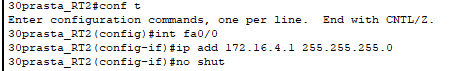 30prasta_RT2#conf t
Enter configuration commands, one per line.  End with CNTL/Z.
30prasta_RT2(config)#int fa0/0
30prasta_RT2(config-if)#ip add 172.16.4.1 255.255.255.0
30prasta_RT2(config-if)#no shut